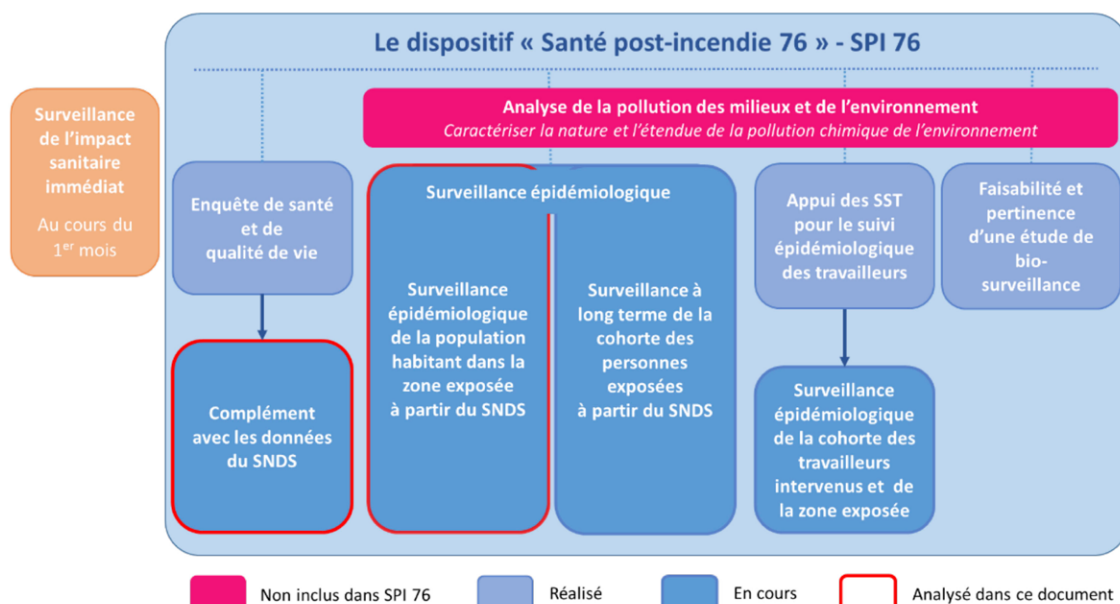 Le dispositif « Santé post-incendie 76 » - SPI 76
Surveillance
de l'impact
sanitaire
immédiat
Au cours du
1er mois
Analyse de la pollution des milieux et de l'environnement
Caractériser la nature et l'étendue de la pollution chimique de l'environnement
Enquête de santé
et de
qualité de vie
Complément
avec les données
du SNDS
Surveillance épidémiologique
Surveillance
épidémiologique
de la population
habitant dans la
zone exposée
à partir du SNDS
Surveillance à
long terme de la
cohorte des
personnes
exposées
à partir du SNDS
Appui des SST
pour le suivi
épidémiologique
des travailleurs
Surveillance
épidémiologique
de la cohorte des
travailleurs
intervenus et de
la zone exposée
Faisabilité et
pertinence
d'une étude de
bio-
surveillance
Non inclus dans SPI 76
Réalisé
En cours
Analysé dans ce document